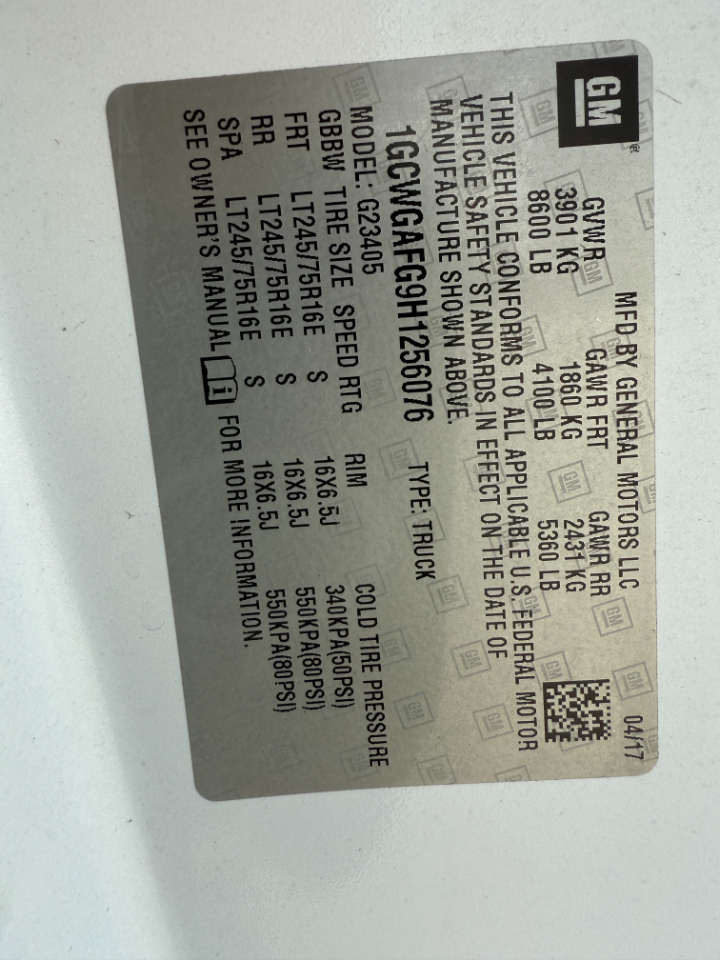 GM
MFD BY GENERAL MOTORS LLC 04/17
GVWR GAWR FRT GAWR RR
3901 KG 1860 KG 2431 KG
8600 LB 4100 LB 5360 LB
THIS VEHICLE CONFORMS TO ALL APPLICABLE U.S. FEDERAL MOTOR
VEHICLE SAFETY STANDARDS IN EFFECT ON THE DATE OF
MANUFACTURE SHOWN ABOVE.
1GCWGAFG9H1256076 TYPE: TRUCK
MODEL: G23405
GBBW TIRE SIZE SPEED RTG RIM COLD TIRE PRESSURE
FRT LT245/75R16E S 16X6.5J 340KPA(50PSI)
RR LT245/75R16E S 16X6.5J 550KPA(80PSI)
SPA LT245/75R16E S 16X6.5J 550KPA(80PSI)
SEE OWNER'S MANUAL i FOR MORE INFORMATION.